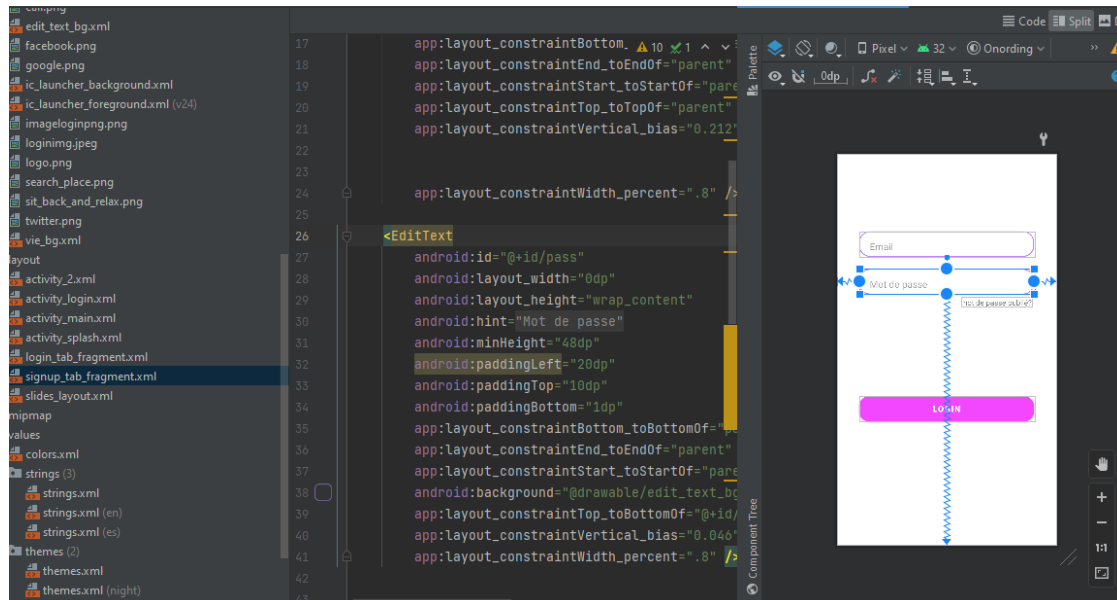 Code Split
edit_text_bg.xml
facebook.png
google.png
ic_launcher_background.xml
ic_launcher_foreground.xml (v24)
imageloginpng.png
loginimg.jpeg
logo.png
search_place.png
sit_back_and_relax.png
twitter.png
vie_bg.xml
layout
activity_2.xml
activity_login.xml
activity_main.xml
activity_splash.xml
login_tab_fragment.xml
signup_tab_fragment.xml
slides_layout.xml
mipmap
values
colors.xml
strings (3)
strings.xml
strings.xml (en)
strings.xml (es)
themes (2)
themes.xml
themes.xml (night)
10 1
17 app:layout_constraintBottom_
18 app:layout_constraintEnd_toEndOf="parent"
19 app:layout_constraintStart_toStartOf="pare
20 app:layout_constraintTop_toTopOf="parent"
21 app:layout_constraintVertical_bias="0.212"
22
23
24 app:layout_constraintWidth_percent=".8" />
25
26 <EditText
27 android:id="@+id/pass"
28 android:layout_width="0dp"
29 android:layout_height="wrap_content"
30 android:hint="Mot de passe"
31 android:minHeight="48dp"
32 android:paddingLeft="20dp"
33 android:paddingTop="10dp"
34 android:paddingBottom="1dp"
35 app:layout_constraintBottom_toBottomOf="pa
36 app:layout_constraintEnd_toEndOf="parent"
37 app:layout_constraintStart_toStartOf="pare
38 android:background="@drawable/edit_text_bg
39 app:layout_constraintTop_toBottomOf="@+id/
40 app:layout_constraintVertical_bias="0.046"
41 app:layout_constraintWidth_percent=".8" />
42
43
Palette
Component Tree
Pixel 32 Onording
0dp
Email
Mot de passe
mot de passe oublié?
LOGIN
1:1